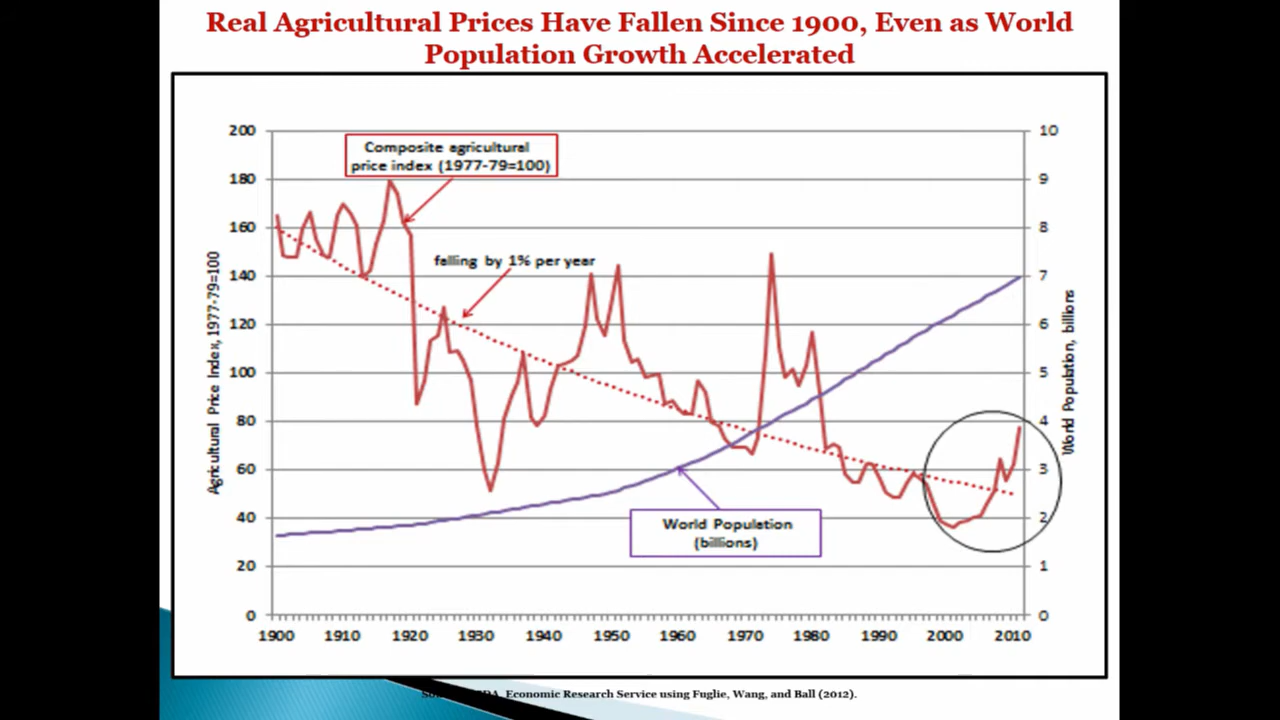 Real Agricultural Prices Have Fallen Since 1900, Even as World
Population Growth Accelerated
200
180
160
140
120
100
80
60
40
20
0
Agricultural Price Index, 1977-79=100
Composite agricultural
price index (1977-79=100)
falling by 1% per year
World Population
(billions)
10
9
8
7
6
5
4
3
2
1
0
World Population, billions
1900 1910 1920 1930 1940 1950 1960 1970 1980 1990 2000 2010
Economic Research Service using Fuglie, Wang, and Ball (2012).